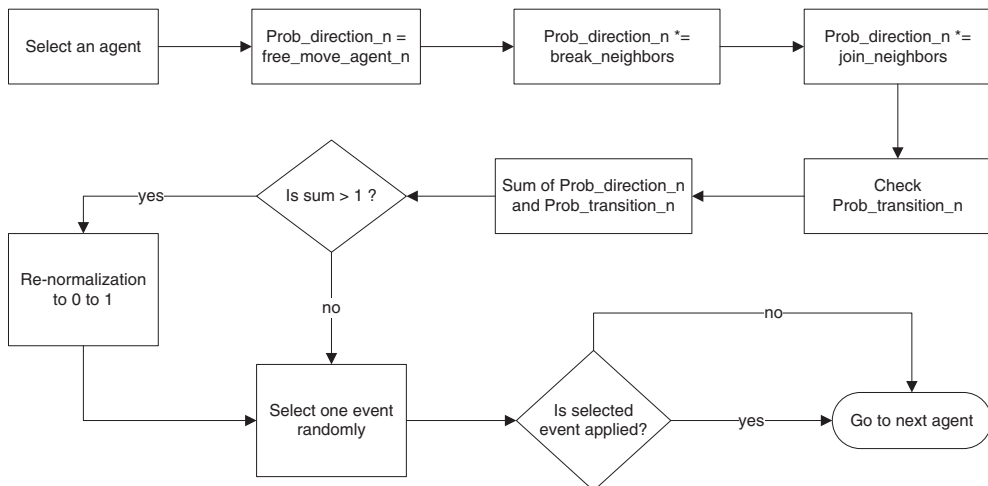 Select an agent
Prob_direction_n =
free_move_agent_n
Prob_direction_n *=
break_neighbors
Prob_direction_n *=
join_neighbors
Check
Prob_transition_n
Sum of Prob_direction_n
and Prob_transition_n
Is sum > 1 ?
yes
Re-normalization
to 0 to 1
no
Select one event
randomly
Is selected
event applied?
no
yes
Go to next agent